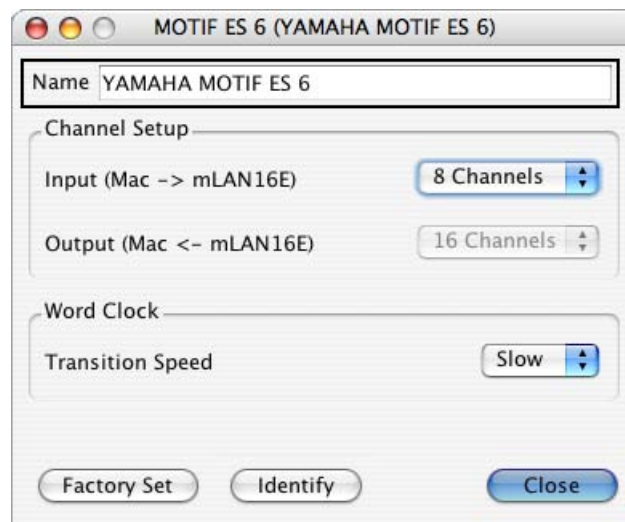 MOTIF ES 6 (YAMAHA MOTIF ES 6)
Name YAMAHA MOTIF ES 6
Channel Setup
Input (Mac -> mLAN16E) 8 Channels
Output (Mac <- mLAN16E) 16 Channels
Word Clock
Transition Speed Slow
Factory Set Identify Close